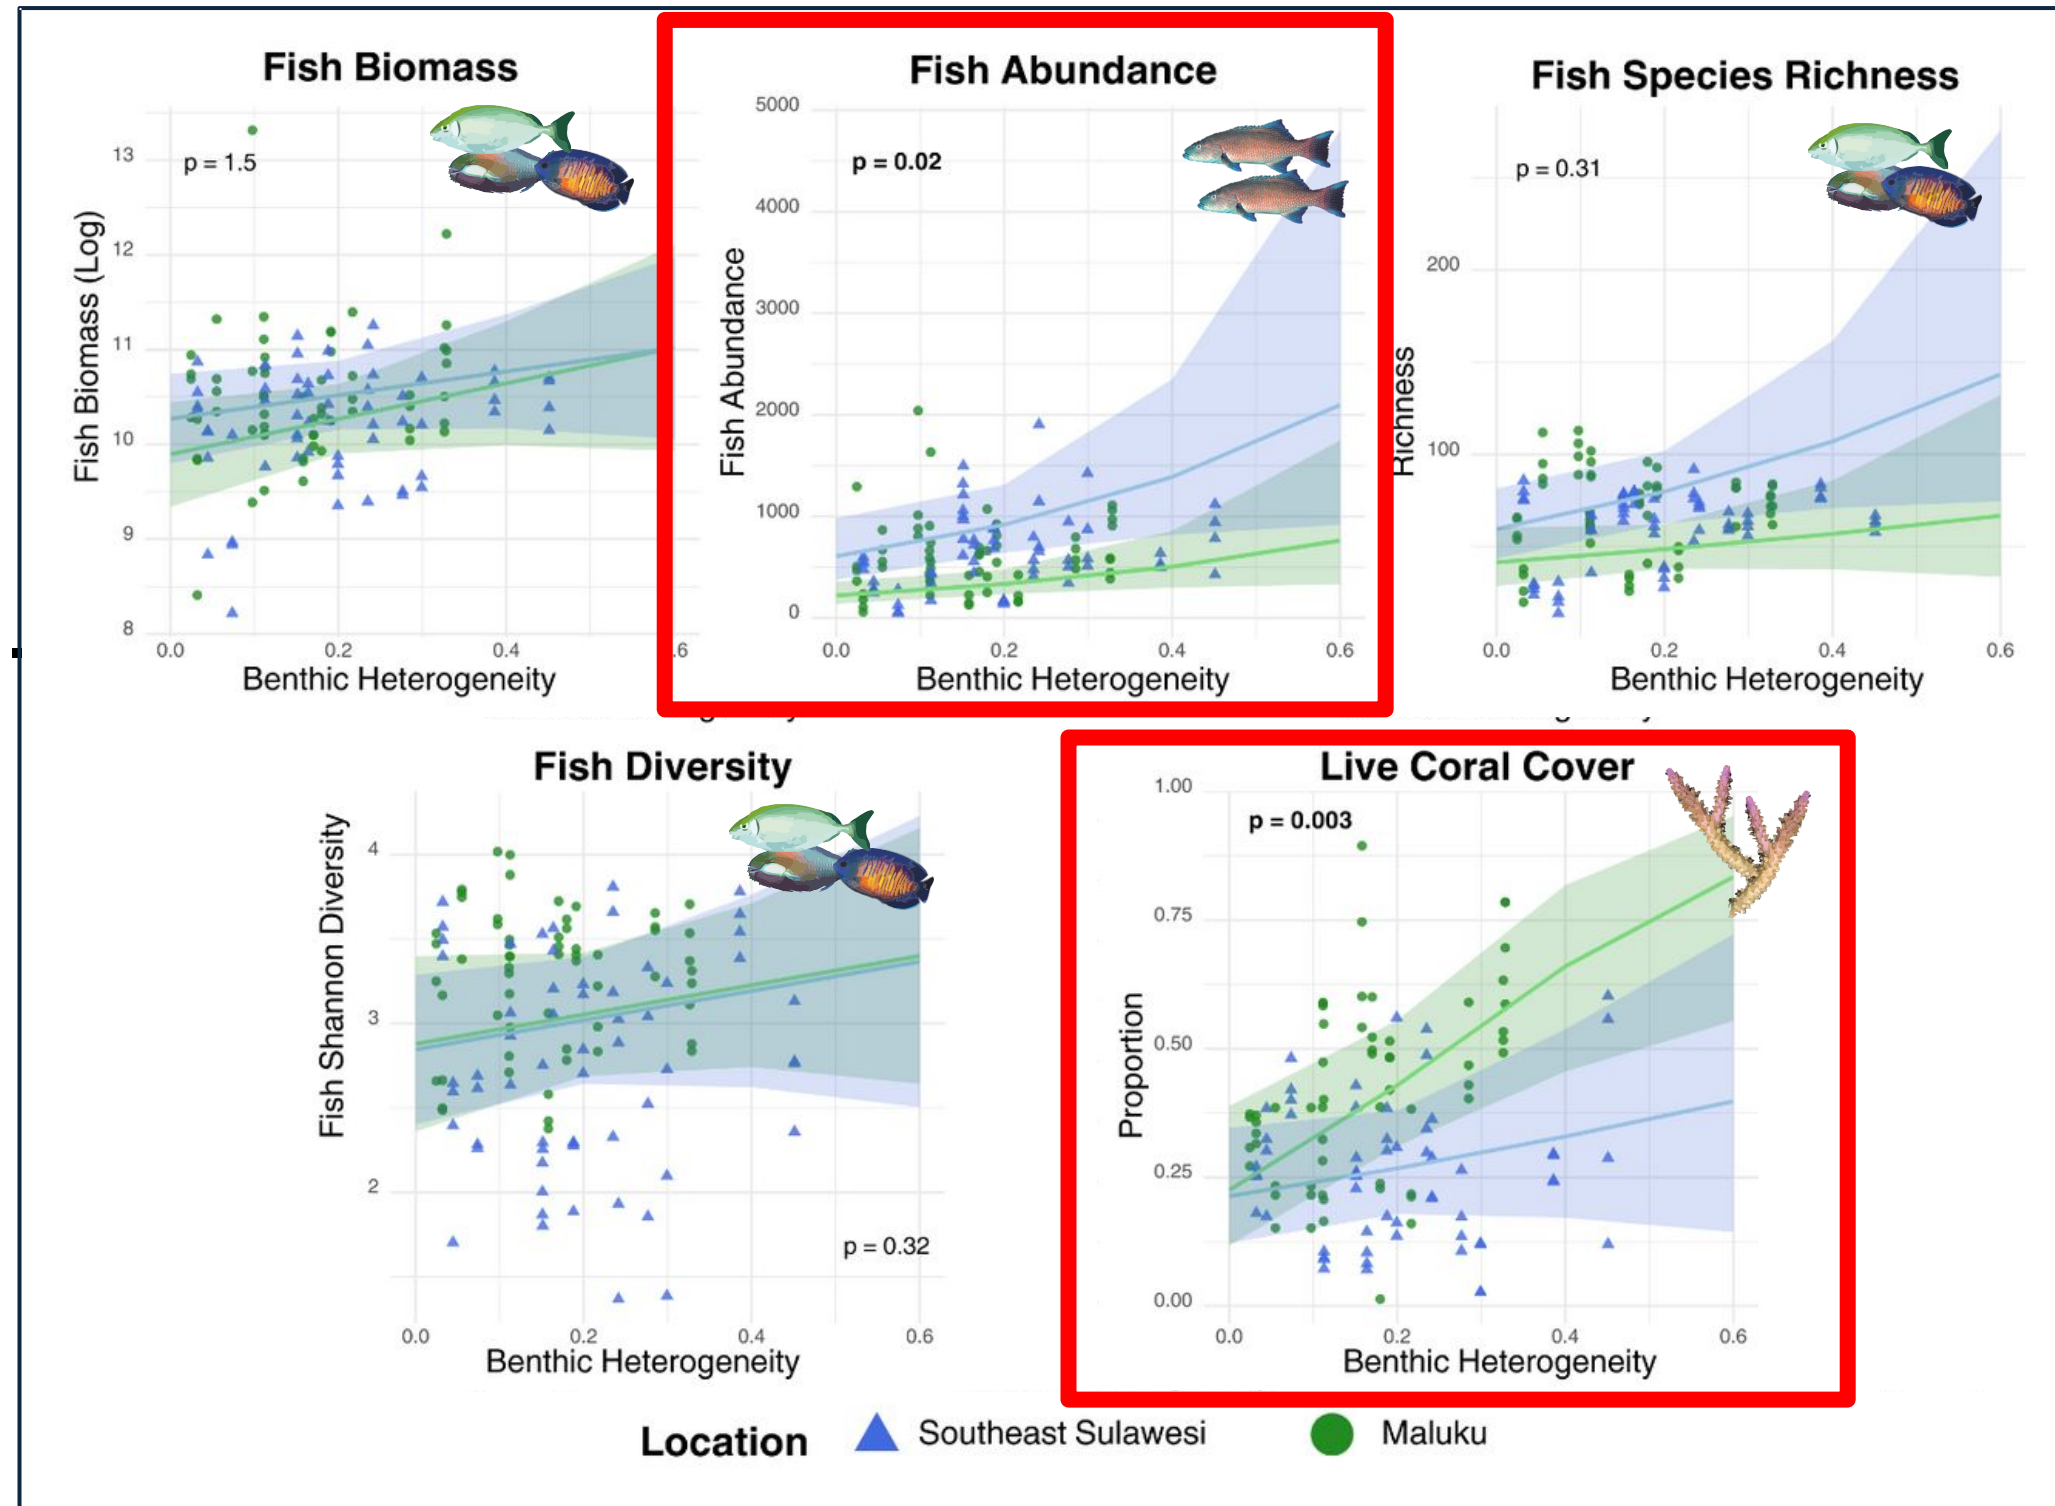 Fish Biomass
p = 1.5
Fish Biomass (Log)
13
12
11
10
9
8
0.0 0.2 0.4 .6
Benthic Heterogeneity
Fish Abundance
p = 0.02
Fish Abundance
5000
4000
3000
2000
1000
0
0.0 0.2 0.4 0.6
Benthic Heterogeneity
Fish Species Richness
p = 0.31
Richness
200
100
0.0 0.2 0.4 0.6
Benthic Heterogeneity
Fish Diversity
Fish Shannon Diversity
4
3
2
p = 0.32
0.0 0.2 0.4 0.6
Benthic Heterogeneity
Live Coral Cover
p = 0.003
Proportion
1.00
0.75
0.50
0.25
0.00
0.0 0.2 0.4 0.6
Benthic Heterogeneity
Location Southeast Sulawesi Maluku